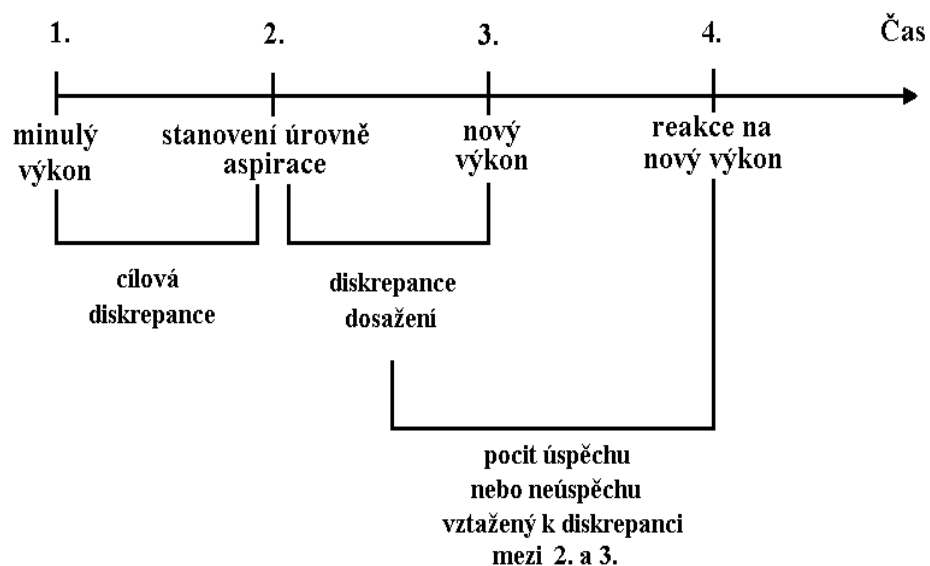 1. 2. 3. 4. Čas
minulý
výkon
stanovení úrovně
aspirace
nový
výkon
reakce na
nový výkon
cílová
diskrepance
diskrepance
dosažení
pocit úspěchu
nebo neúspěchu
vztažený k diskrepanci
mezi 2. a 3.